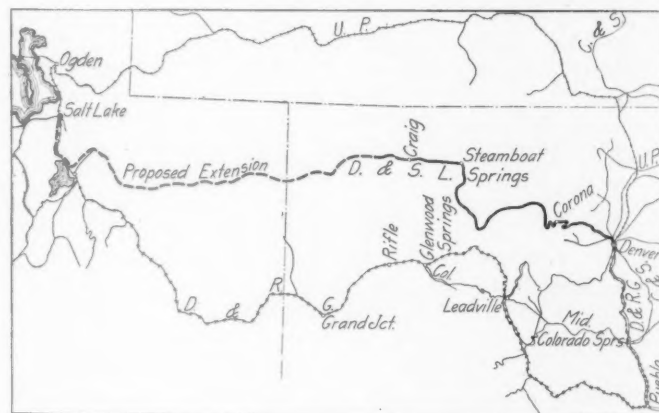 U. P.
C. & S.
Ogden
Salt Lake
Proposed Extension
D. & S. L.
Craig
Steamboat
Springs
U.P.
Corona
Denver
Rifle
Glenwood
Springs
Col.
Mid.
Leadville
Colorado Sprs
D. & R. G.
Grand Jct.
D. & R. G.
Pueblo